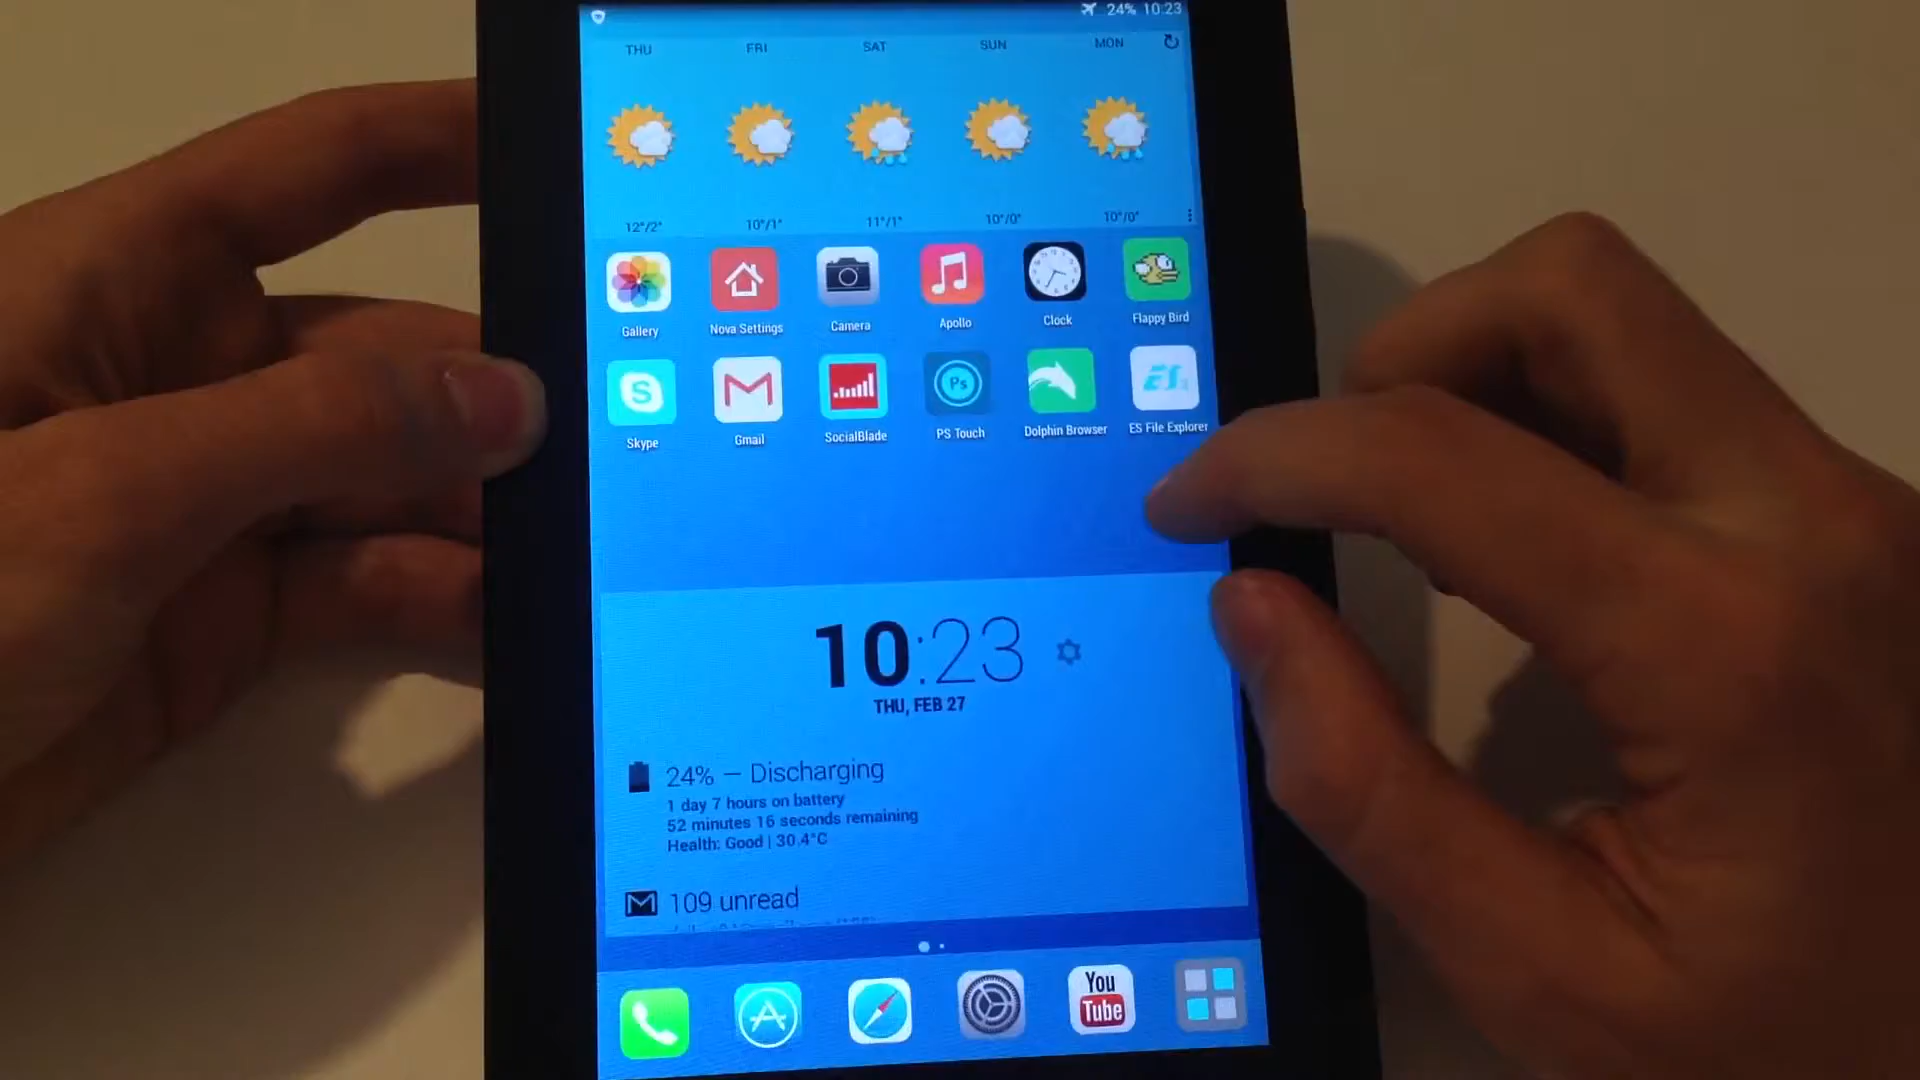 24% 10:23
THU FRI SAT SUN MON
12°/2° 10°/1° 11°/1° 10°/0° 10°/0°
Gallery Nova Settings Camera Apollo Clock Flappy Bird
S Ps ES
Skype Gmail SocialBlade PS Touch Dolphin Browser ES File Explorer
10:23
THU, FEB 27
24% — Discharging
1 day 7 hours on battery
52 minutes 16 seconds remaining
Health: Good | 30.4°C
109 unread
You
Tube